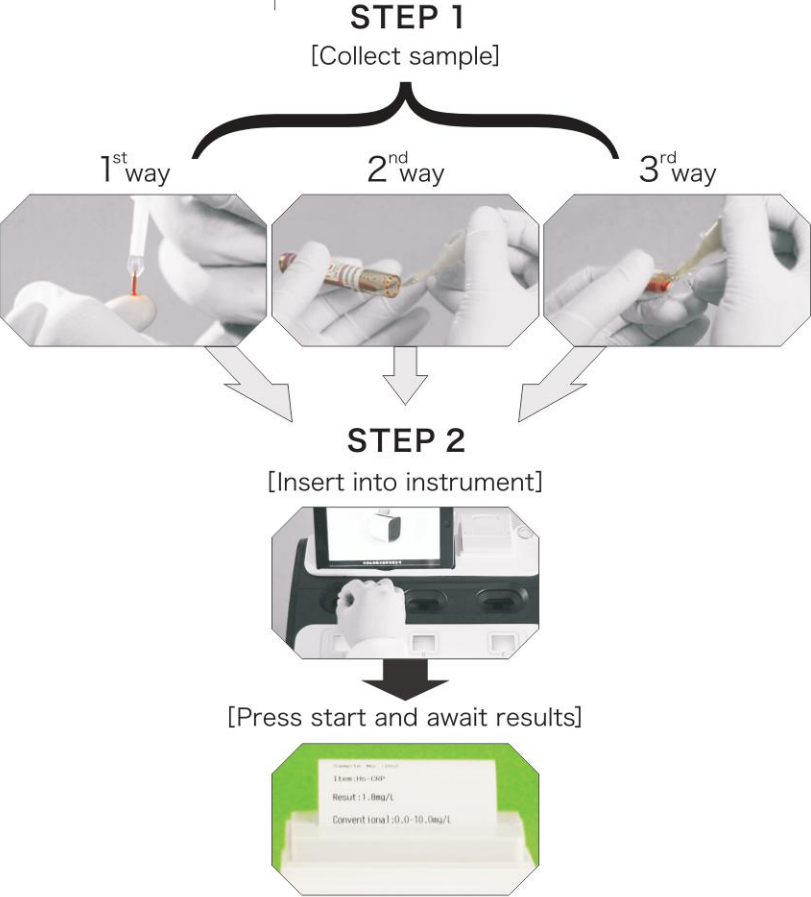 STEP 1
[Collect sample]
1st way
2nd way
3rd way
STEP 2
[Insert into instrument]
[Press start and await results]
Item:Hs-CRP
Resut:1.8mg/L
Conventional:0.0-10.0mg/L